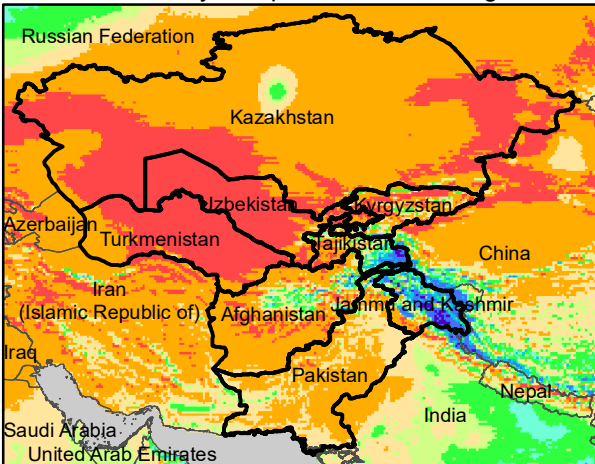 Russian Federation
Kazakhstan
Izbekistan
Kyrgyzstan
Azerbaijan
Turkmenistan
Tajikistan
China
Iran
(Islamic Republic of)
Afghanistan
Jammu and Kashmir
Iraq
Pakistan
Nepal
India
Saudi Arabia
United Arab Emirates